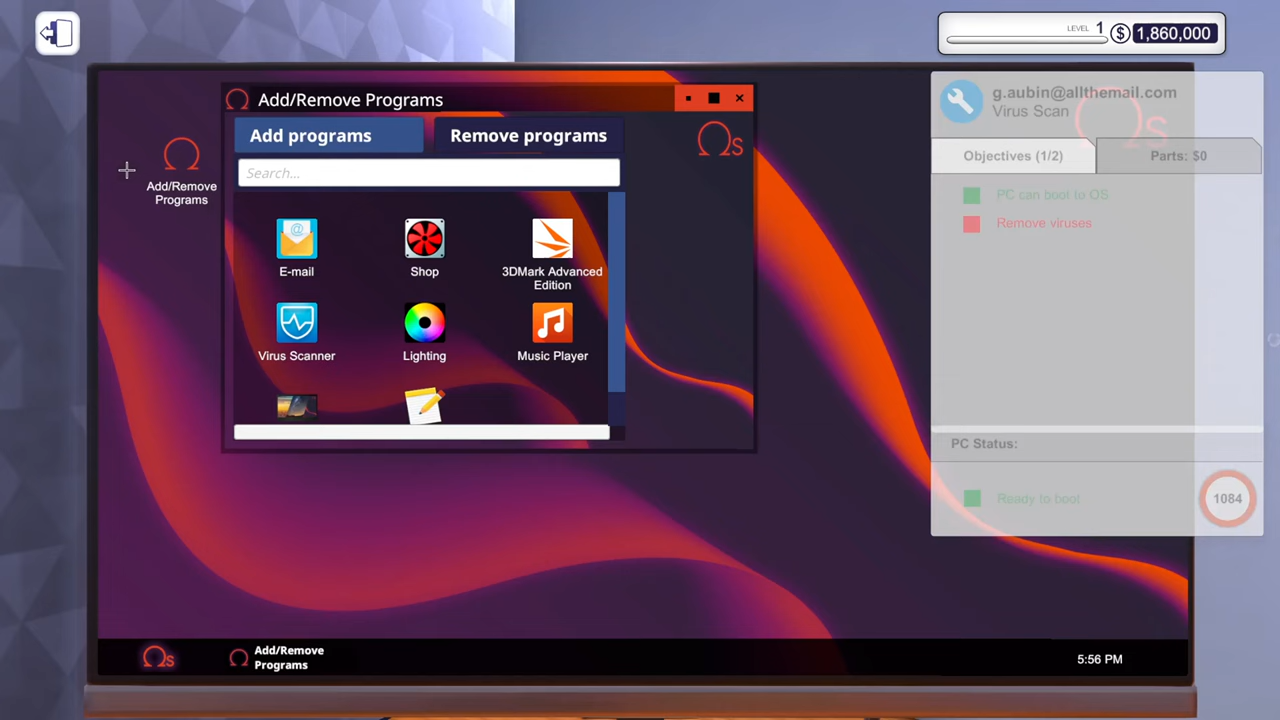 LEVEL 1 $ 1,860,000
Add/Remove Programs
Add programs
Remove programs
Ωs
Search...
Add/Remove
Programs
E-mail
Shop
3DMark Advanced
Edition
Virus Scanner
Lighting
Music Player
g.aubin@allthemail.com
Virus Scan
Objectives (1/2)
Parts: $0
PC can boot to OS
Remove viruses
PC Status:
Ready to boot
1084
Ωs
Add/Remove
Programs
5:56 PM